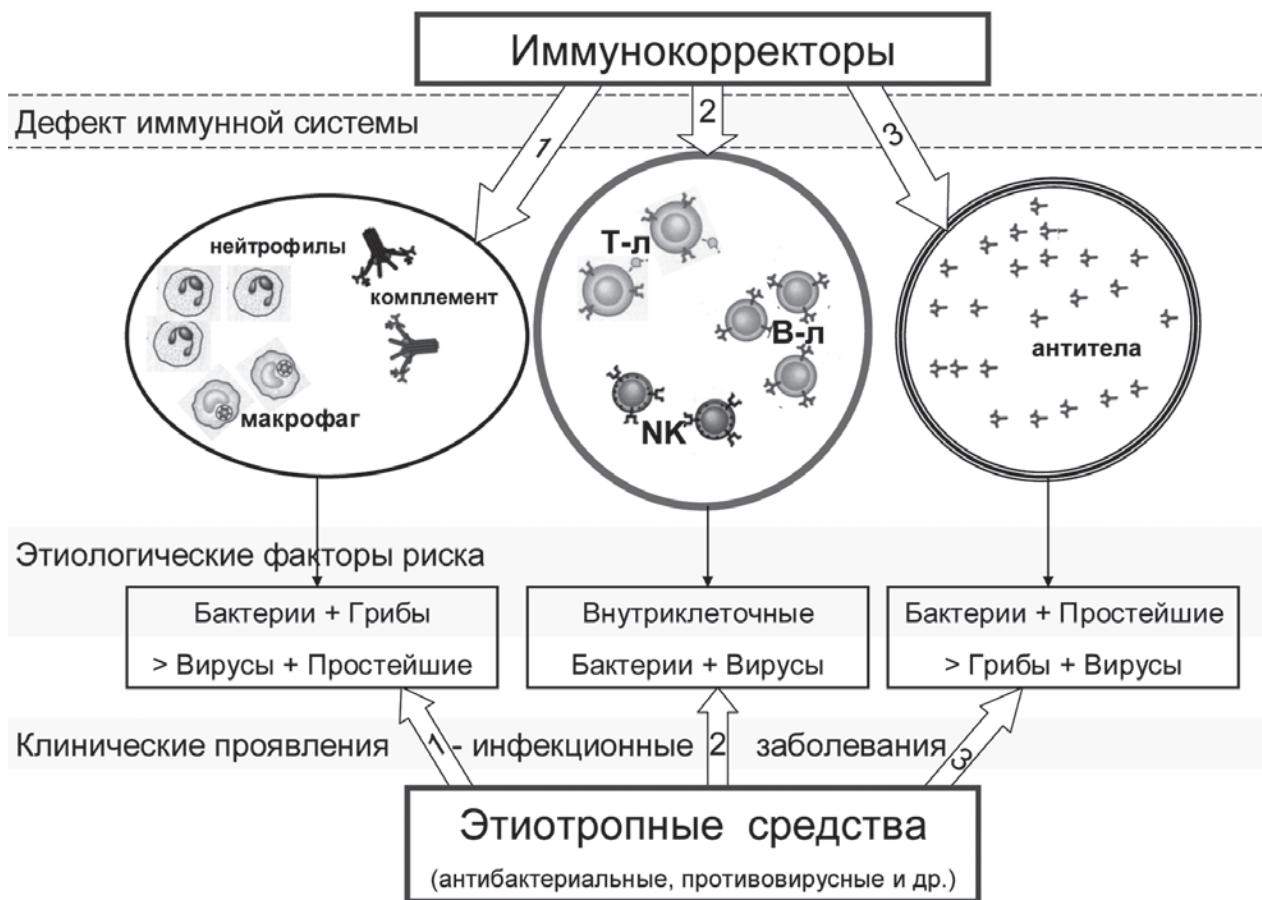 Иммунокорректоры
Дефект иммунной системы
1
2
3
нейтрофилы
комплемент
макрофаг
Т-л
В-л
NK
антитела
Этиологические факторы риска
Бактерии + Грибы
> Вирусы + Простейшие
Внутриклеточные
Бактерии + Вирусы
Бактерии + Простейшие
> Грибы + Вирусы
Клинические проявления 1 - инфекционные 2 заболевания 3
Этиотропные средства
(антибактериальные, противовирусные и др.)